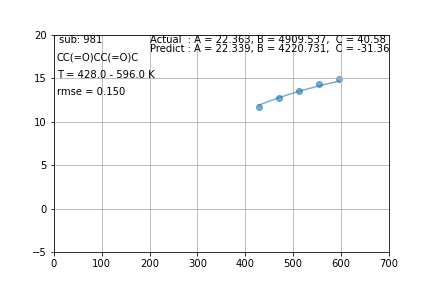 sub: 981
Actual : A = 22.363, B = 4909.537, C = 40.58
Predict : A = 22.339, B = 4220.731, C = -31.36
CC(=O)CC(=O)C
T = 428.0 - 596.0 K
rmse = 0.150
20
15
10
5
0
−5
0 100 200 300 400 500 600 700